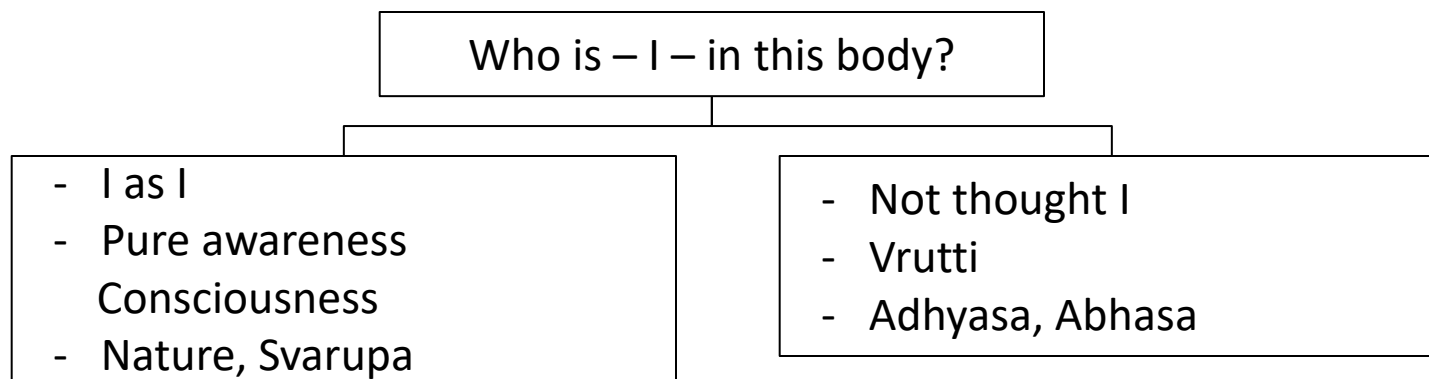 Who is – I – in this body?
- I as I
- Pure awareness
Consciousness
- Nature, Svarupa
- Not thought I
- Vrutti
- Adhyasa, Abhasa